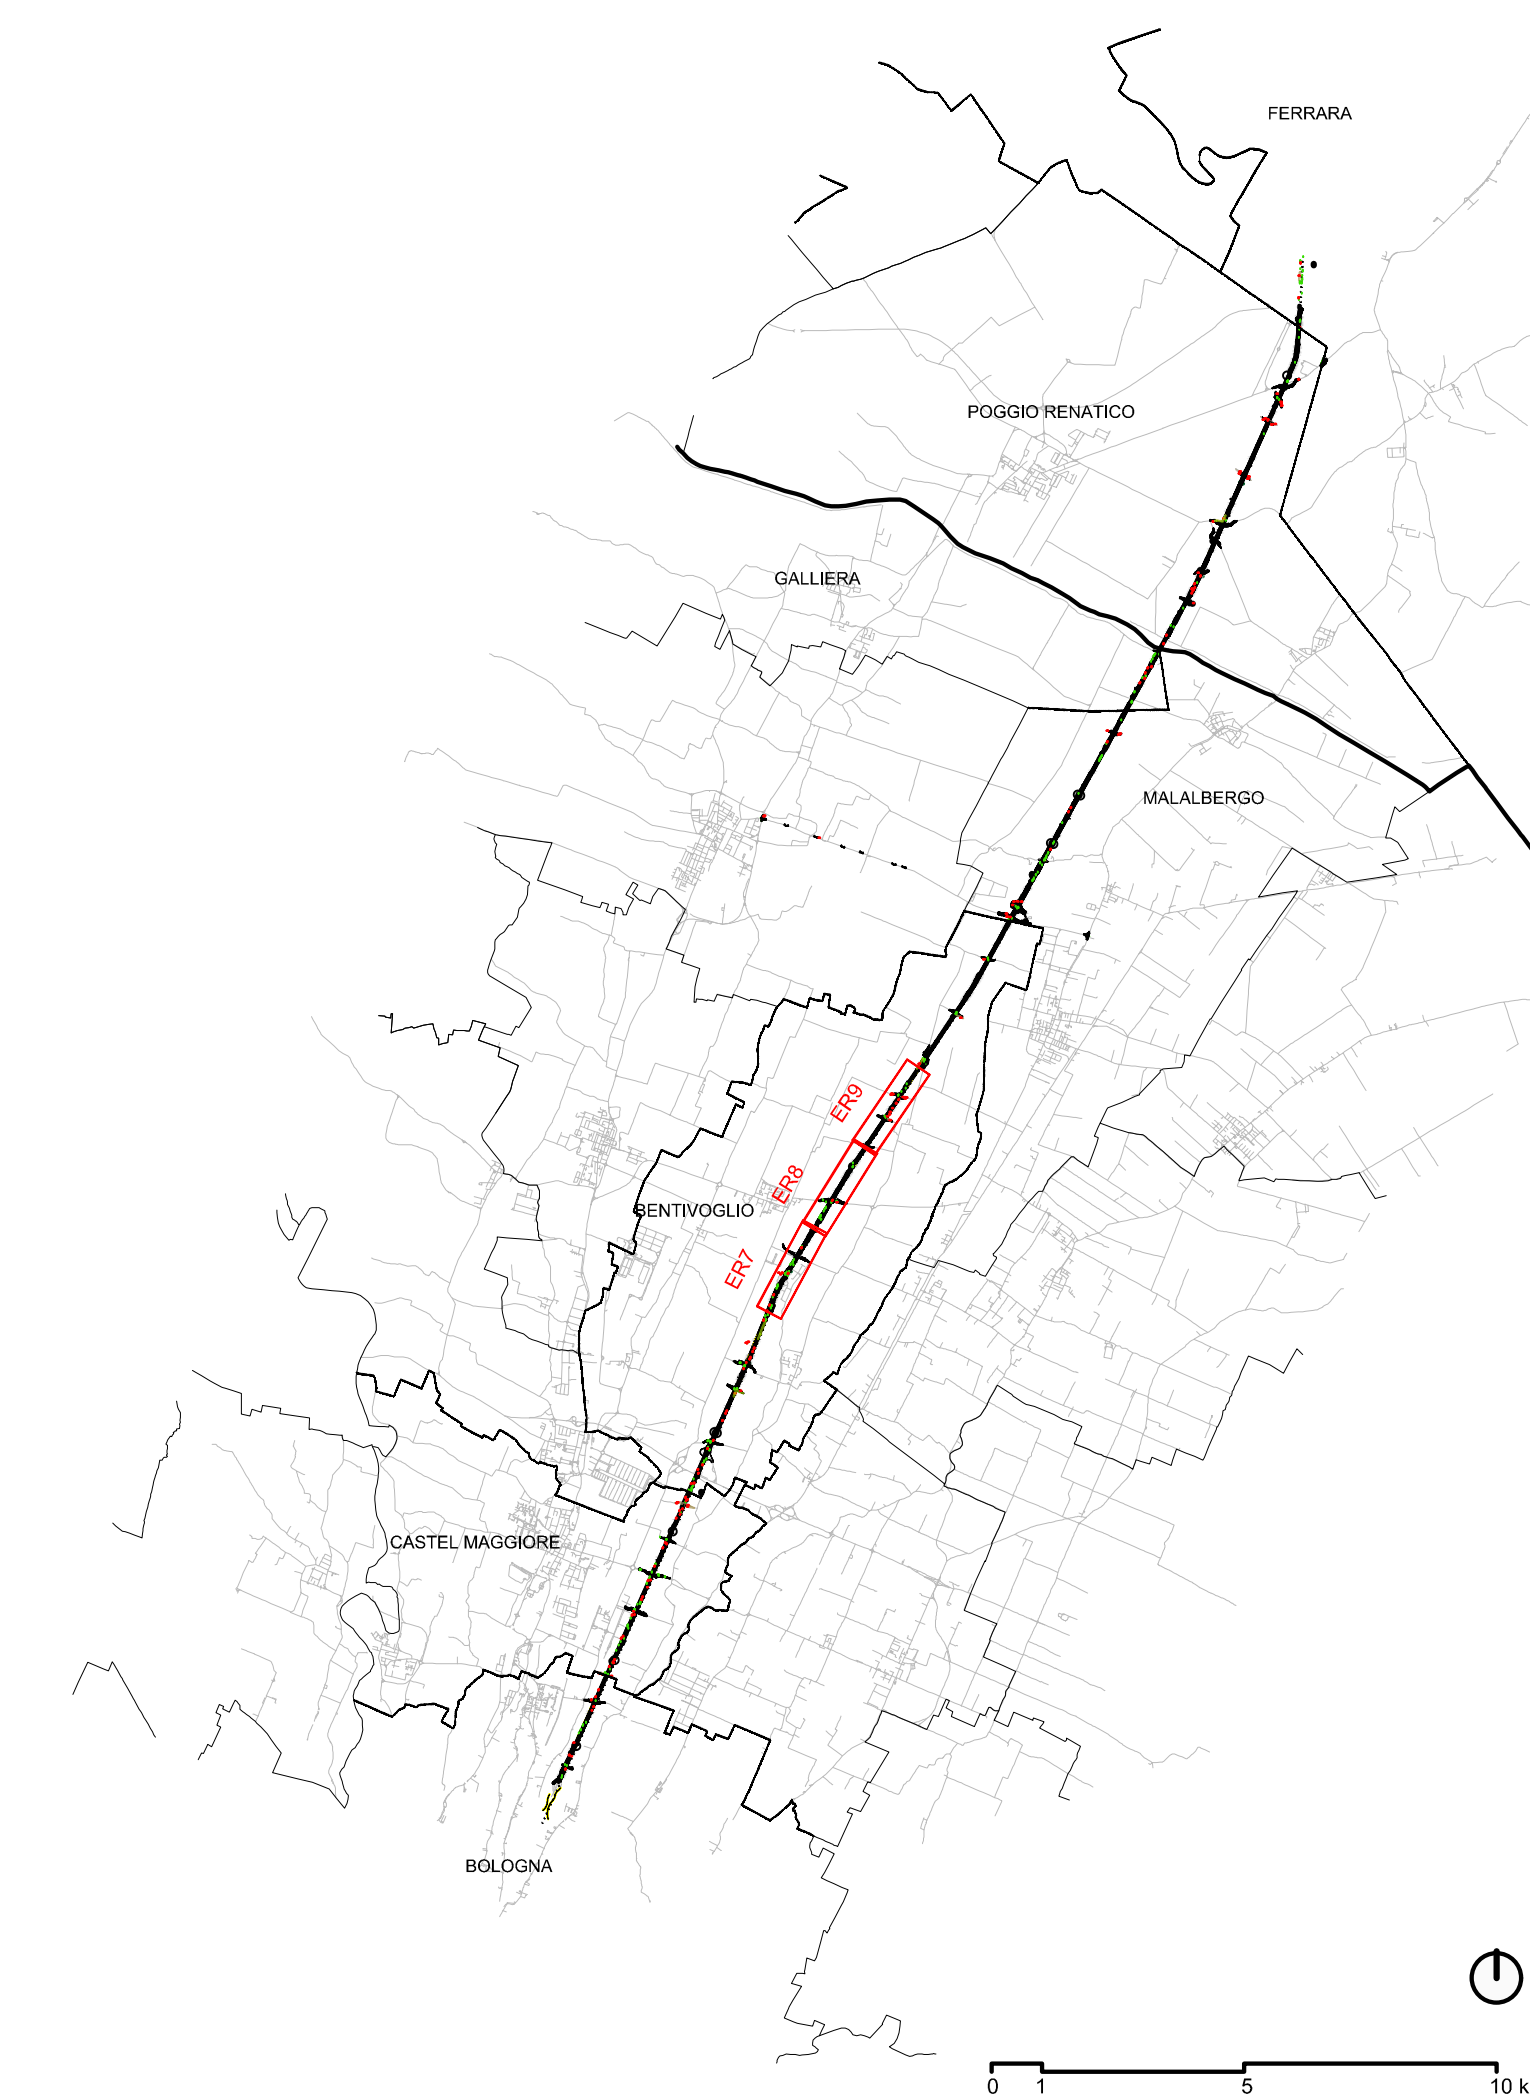 FERRARA
POGGIO RENATICO
GALLIERA
MALALBERGO
ER9
ER8
BENTIVOGLIO
ER7
CASTEL MAGGIORE
BOLOGNA
0 1 5 10 k